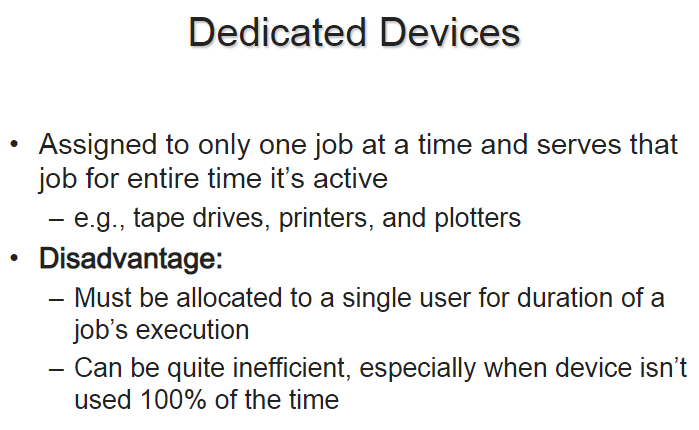 Dedicated Devices
• Assigned to only one job at a time and serves that
job for entire time it’s active
– e.g., tape drives, printers, and plotters
• Disadvantage:
– Must be allocated to a single user for duration of a
job’s execution
– Can be quite inefficient, especially when device isn’t
used 100% of the time